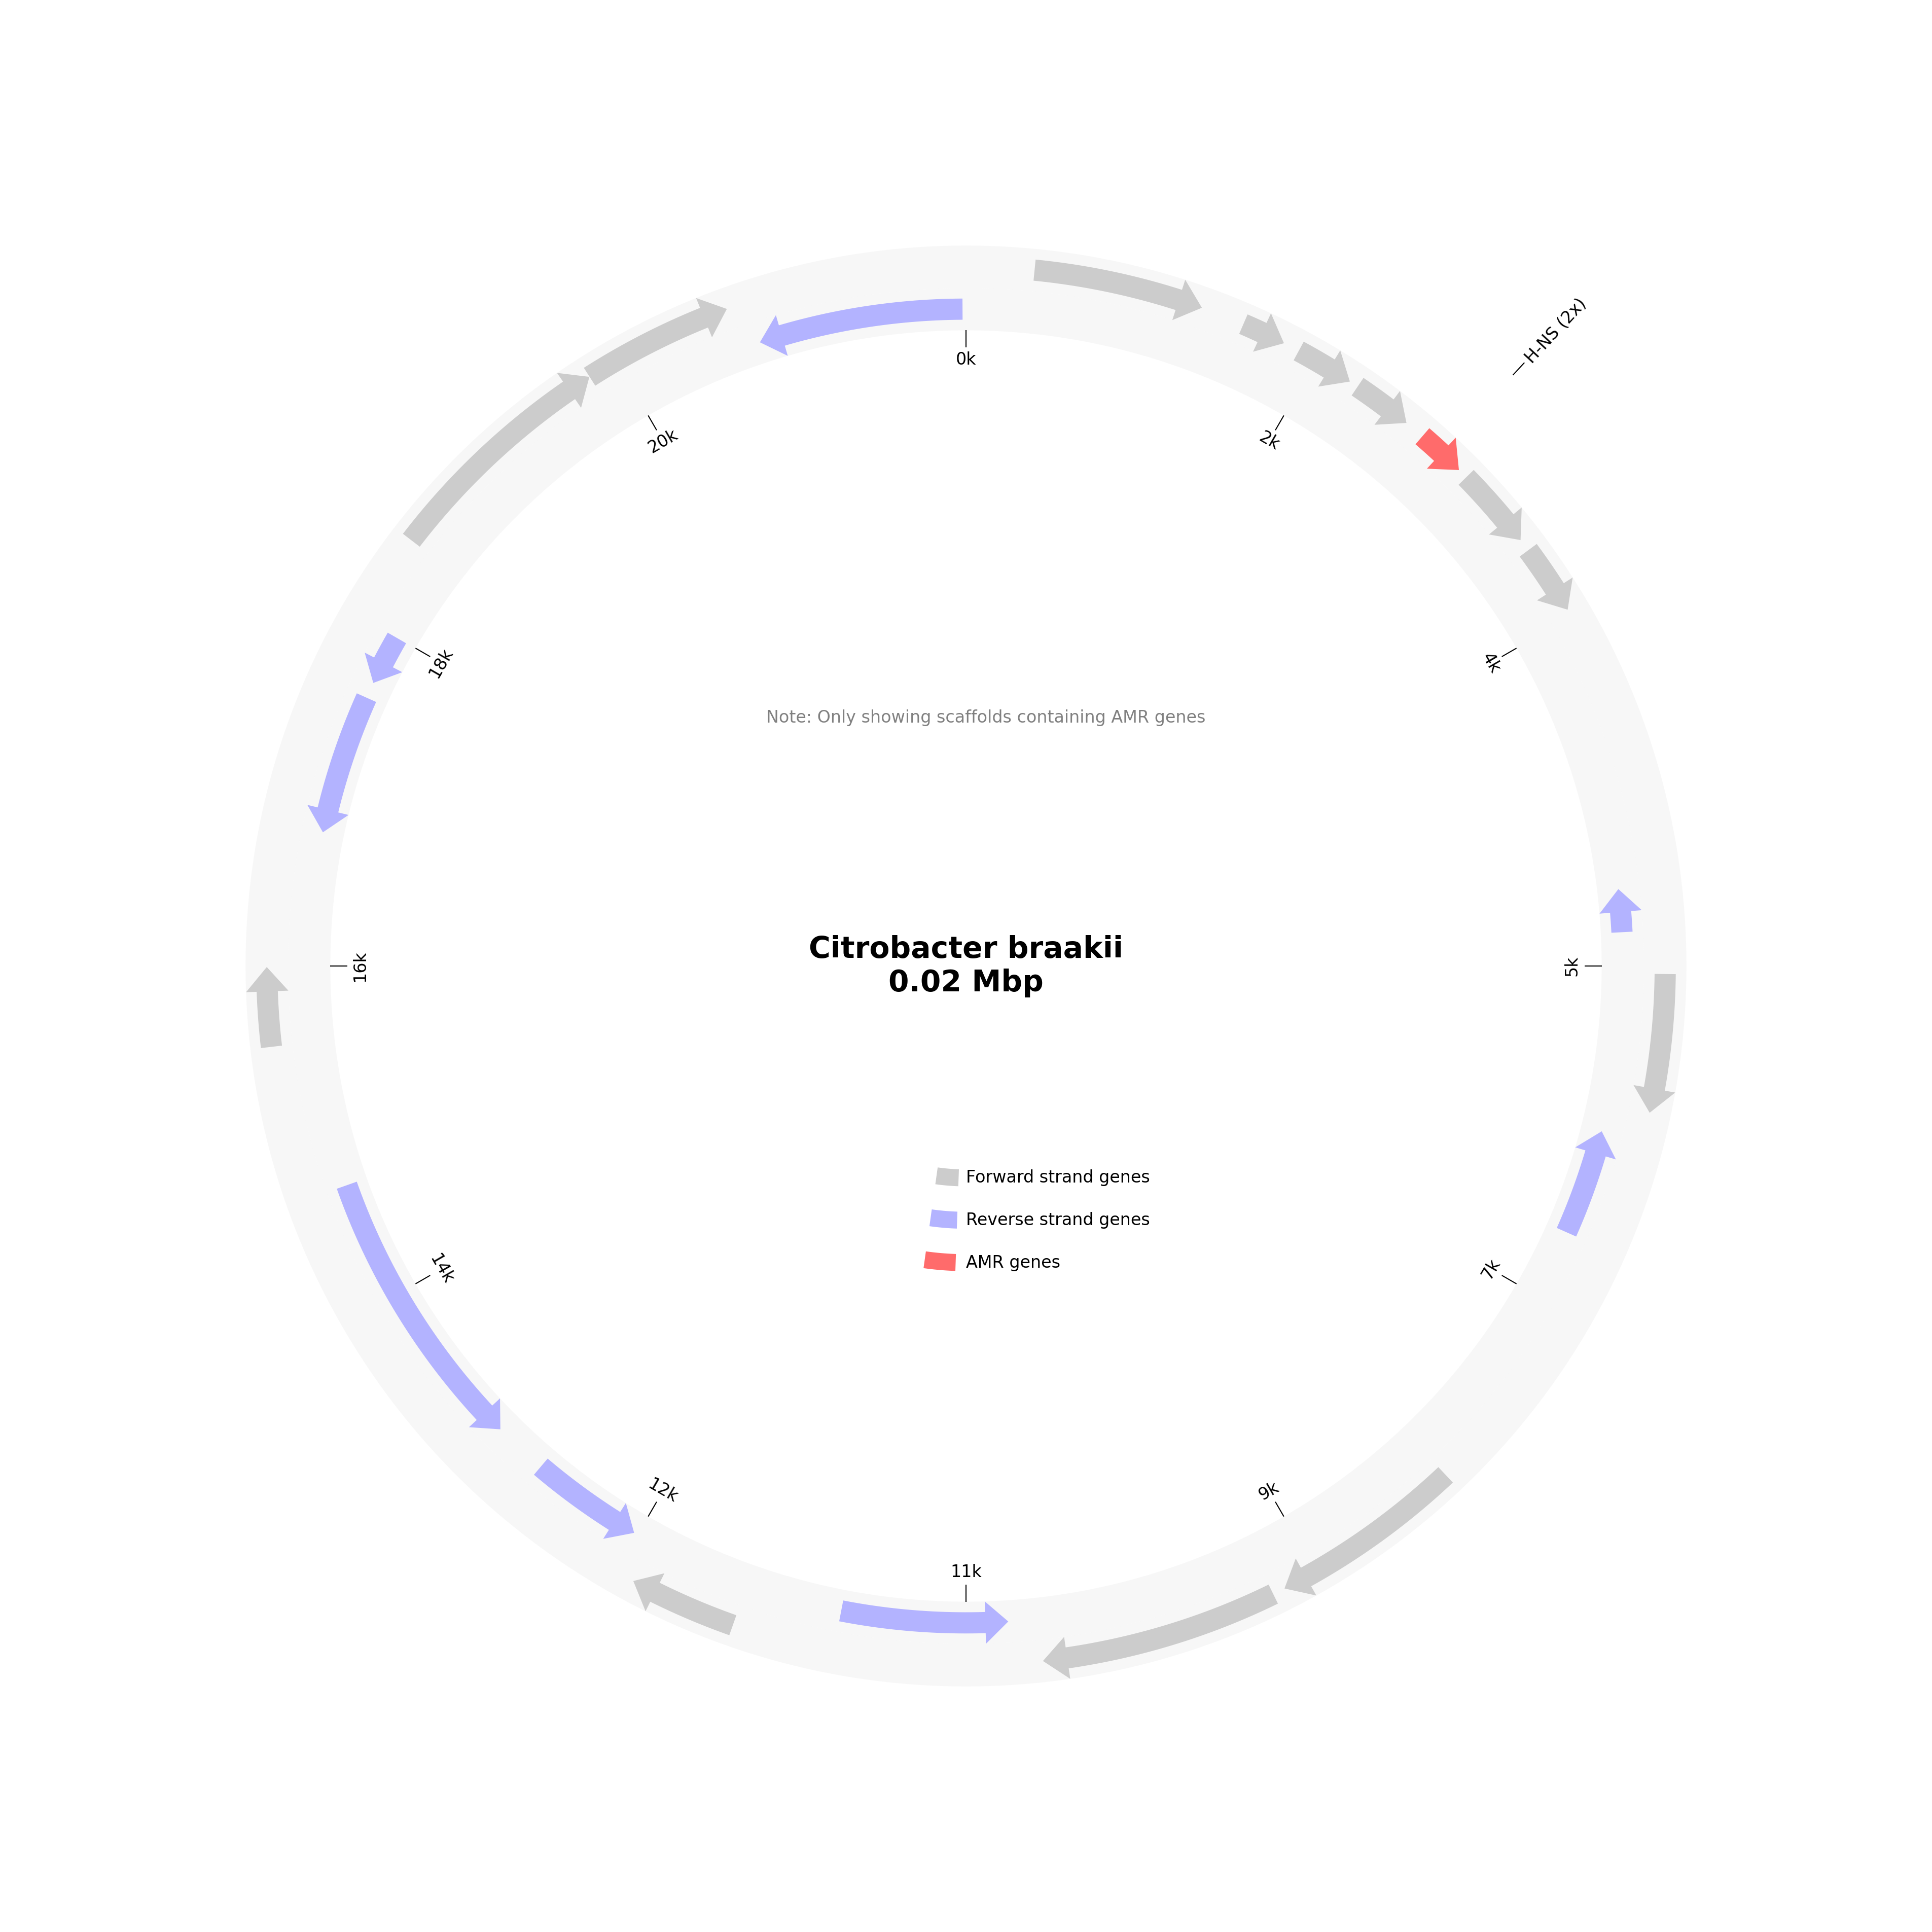 H-NS (2x)
0k
20k
2k
18k
4k
Note: Only showing scaffolds containing AMR genes
Citrobacter braakii
0.02 Mbp
16k
5k
Forward strand genes
Reverse strand genes
AMR genes
14k
7k
12k
9k
11k